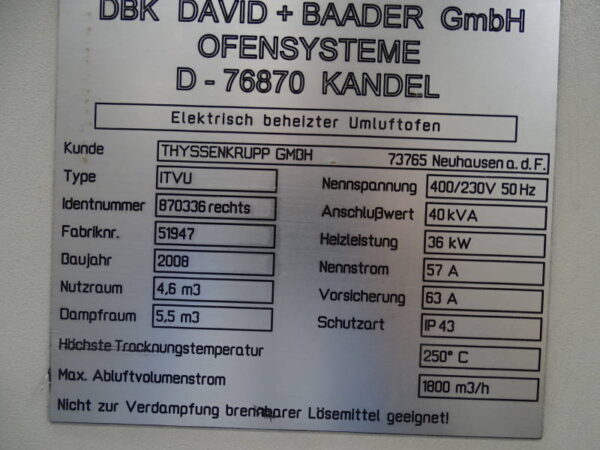 DBK DAVID + BAADER GmbH
OFENSYSTEME
D - 76870 KANDEL
Elektrisch beheizter Umluftofen
Kunde THYSSENKRUPP GMBH 73765 Neuhausen a. d. F.
Type ITVU
Identnummer 870336 rechts
Fabriknr. 51947
Baujahr 2008
Nutzraum 4,6 m3
Dampfraum 5,5 m3
Nennspannung 400/230V 50 Hz
Anschlußwert 40 kVA
Heizleistung 36 kW
Nennstrom 57 A
Vorsicherung 63 A
Schutzart IP 43
Höchste Trocknungstemperatur 250° C
Max. Abluftvolumenstrom 1800 m3/h
Nicht zur Verdampfung brennbarer Lösemittel geeignet!